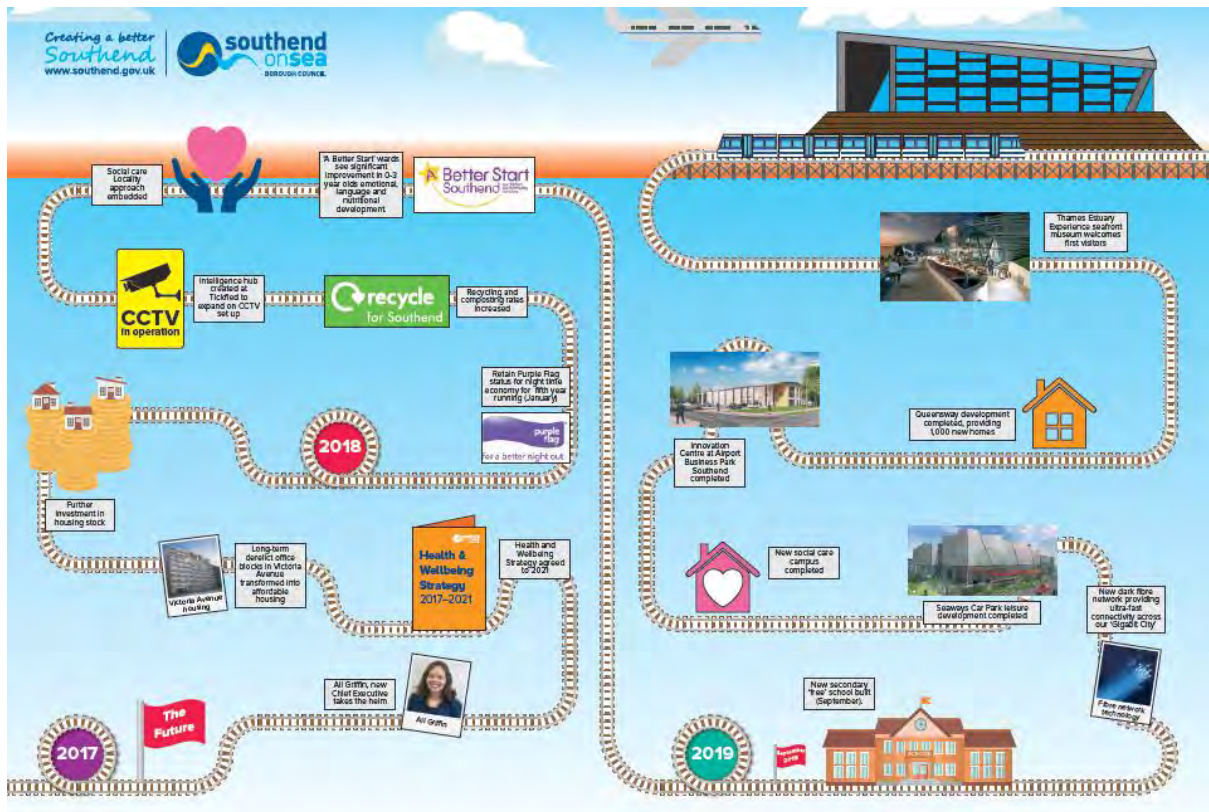 Creating a better
Southend
www.southend.gov.uk
southend
onsea
BOROUGH COUNCIL
Social care
Locality
approach
embedded
'A Better Start' wards
see significant
improvement in 0-3
year olds emotional,
language and
nutritional
development
A Better Start
Southend
CCTV
in operation
Intelligence hub
created at
Tickfled to
expand on CCTV
set up
recycle
for Southend
Recycling and
composting rates
increased
Retain Purple Flag
status for night time
economy for fifth year
running (January)
purple
flag
for a better night out
2018
Further
investment in
housing stock
Victoria Avenue
housing
Long-term
derelict office
blocks in Victoria
Avenue
transformed into
affordable
housing
Health &
Wellbeing
Strategy
2017–2021
Health and
Wellbeing
Strategy agreed
to 2021
Ali Griffin, new
Chief Executive
takes the helm
Ali Griffin
The
Future
2017
Thames Estuary
Experience seafront
museum welcomes
first visitors
Queensway development
completed, providing
1,000 new homes
Innovation
Centre at Airport
Business Park
Southend
completed
New social care
campus
completed
Seaways Car Park leisure
development completed
New dark fibre
network providing
ultra-fast
connectivity across
our 'GigaBit City'
Fibre network
technology
New secondary
'free' school built
(September).
SCHOOL
September
2019
2019